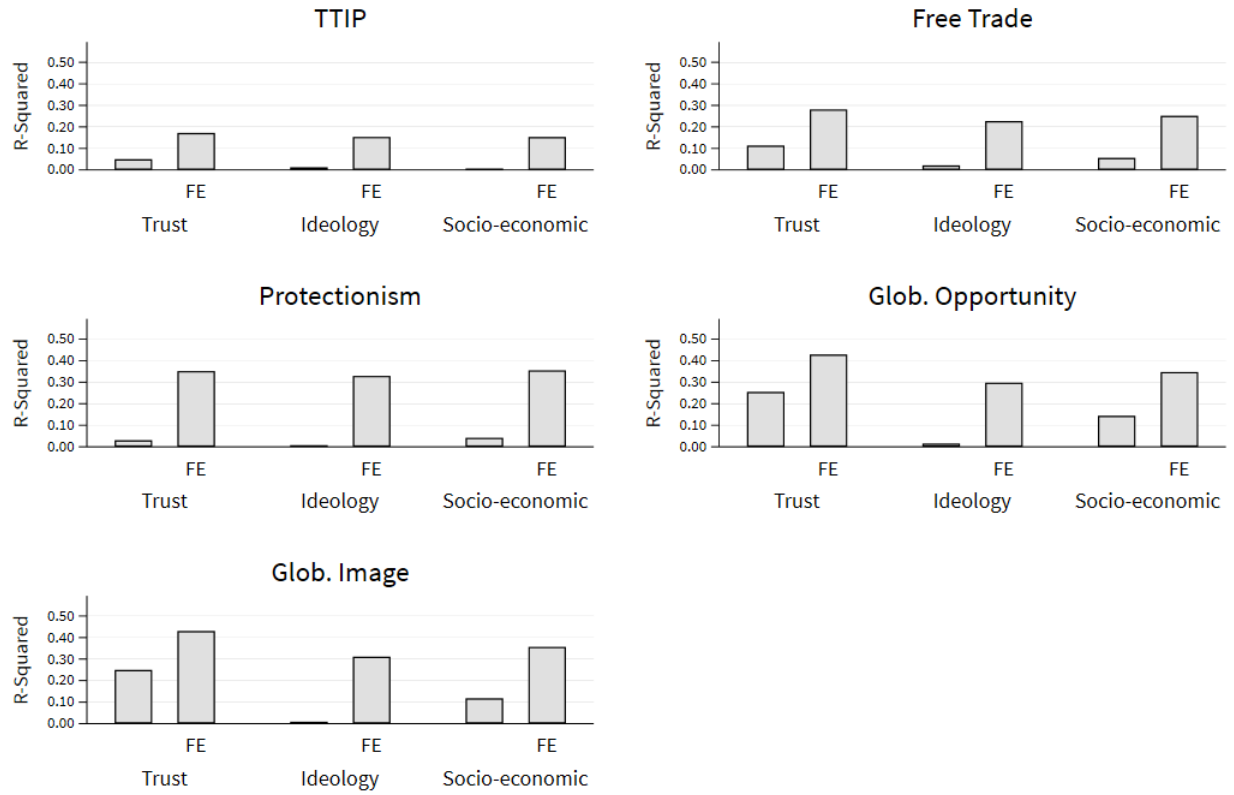 TTIP
R-Squared
0.50
0.40
0.30
0.20
0.10
0.00
FE FE FE
Trust Ideology Socio-economic
Free Trade
R-Squared
0.50
0.40
0.30
0.20
0.10
0.00
FE FE FE
Trust Ideology Socio-economic
Protectionism
R-Squared
0.50
0.40
0.30
0.20
0.10
0.00
FE FE FE
Trust Ideology Socio-economic
Glob. Opportunity
R-Squared
0.50
0.40
0.30
0.20
0.10
0.00
FE FE FE
Trust Ideology Socio-economic
Glob. Image
R-Squared
0.50
0.40
0.30
0.20
0.10
0.00
FE FE FE
Trust Ideology Socio-economic